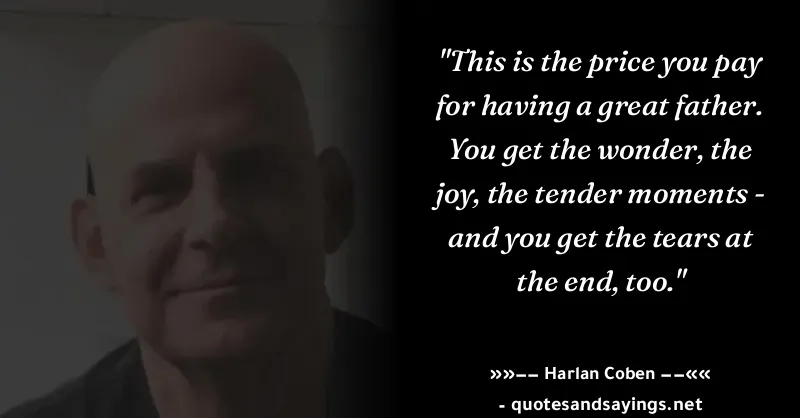 "This is the price you pay
for having a great father.
You get the wonder, the
joy, the tender moments -
and you get the tears at
the end, too."
»»–– Harlan Coben ––««
- quotesandsayings.net